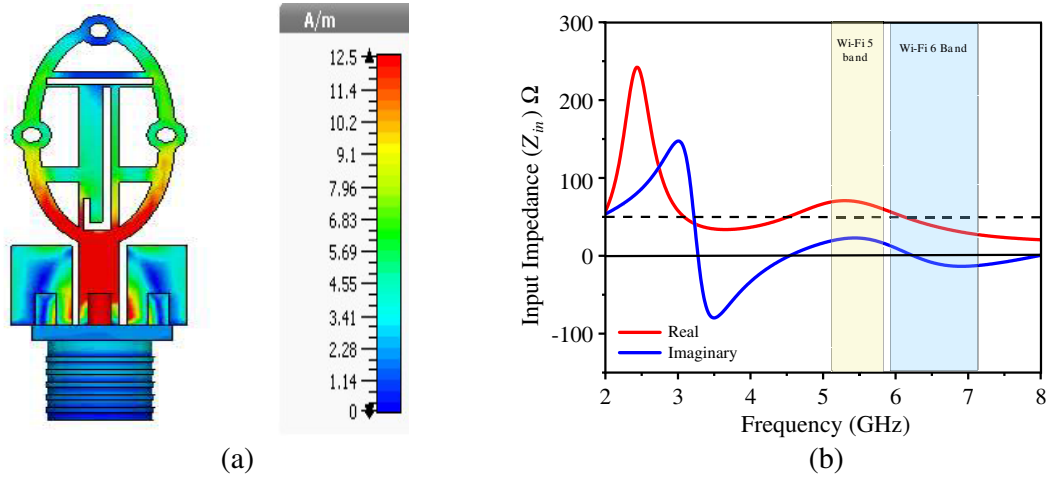 A/m
12.5
11.4
10.2
9.1
7.96
6.83
5.69
4.55
3.41
2.28
1.14
0
(a)
300
200
100
50
0
-100
Input Impedance (Z_in) Ω
Wi-Fi 5
band
Wi-Fi 6 Band
Real
Imaginary
2 3 4 5 6 7 8
Frequency (GHz)
(b)